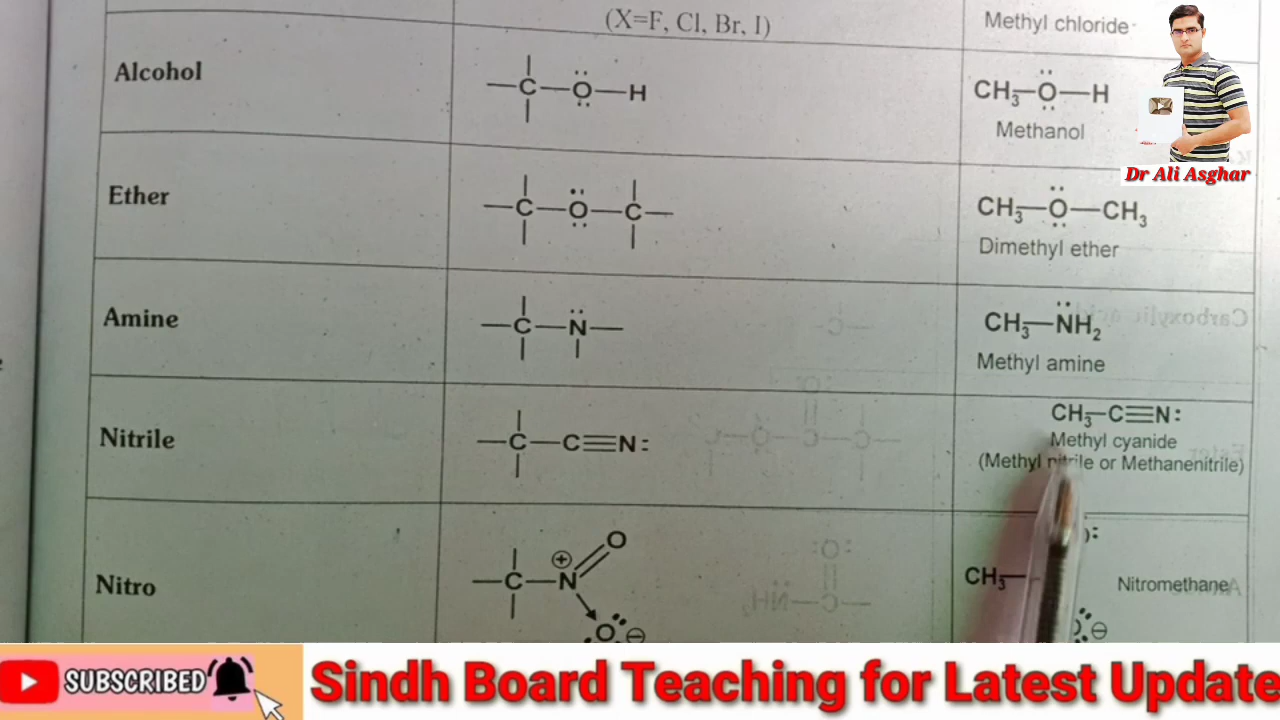 (X=F, Cl, Br, I)
Methyl chloride
Alcohol
—C—O—H
CH3—O—H
Methanol
Dr Ali Asghar
Ether
—C—O—C—
CH3—O—CH3
Dimethyl ether
Amine
—C—N—
CH3—NH2
Methyl amine
Nitrile
—C—C≡N:
CH3—C≡N:
Methyl cyanide
(Methyl nitrile or Methanenitrile)
Nitro
—C—N
⊕
O
O
⊖
CH3—
Nitromethane
⊖
SUBSCRIBED
Sindh Board Teaching for Latest Update